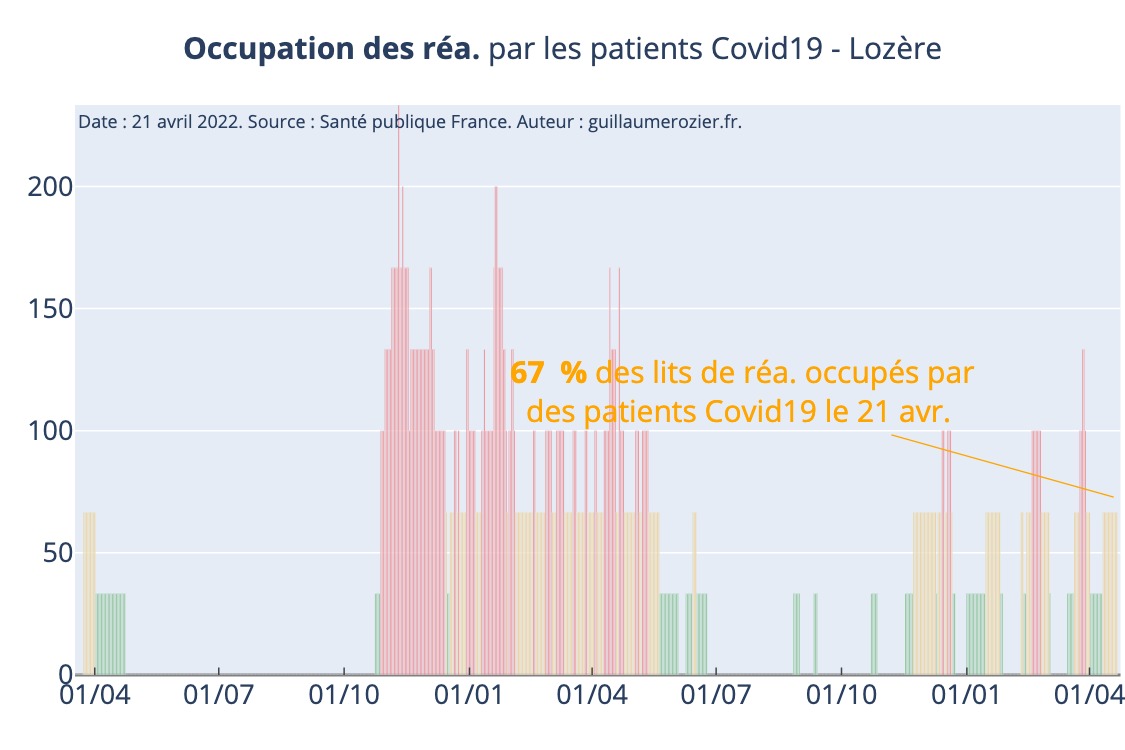 Occupation des réa. par les patients Covid19 - Lozère
Date : 21 avril 2022. Source : Santé publique France. Auteur : guillaumerozier.fr.
200
150
67 % des lits de réa. occupés par
des patients Covid19 le 21 avr.
100
50
0
01/04 01/07 01/10 01/01 01/04 01/07 01/10 01/01 01/04